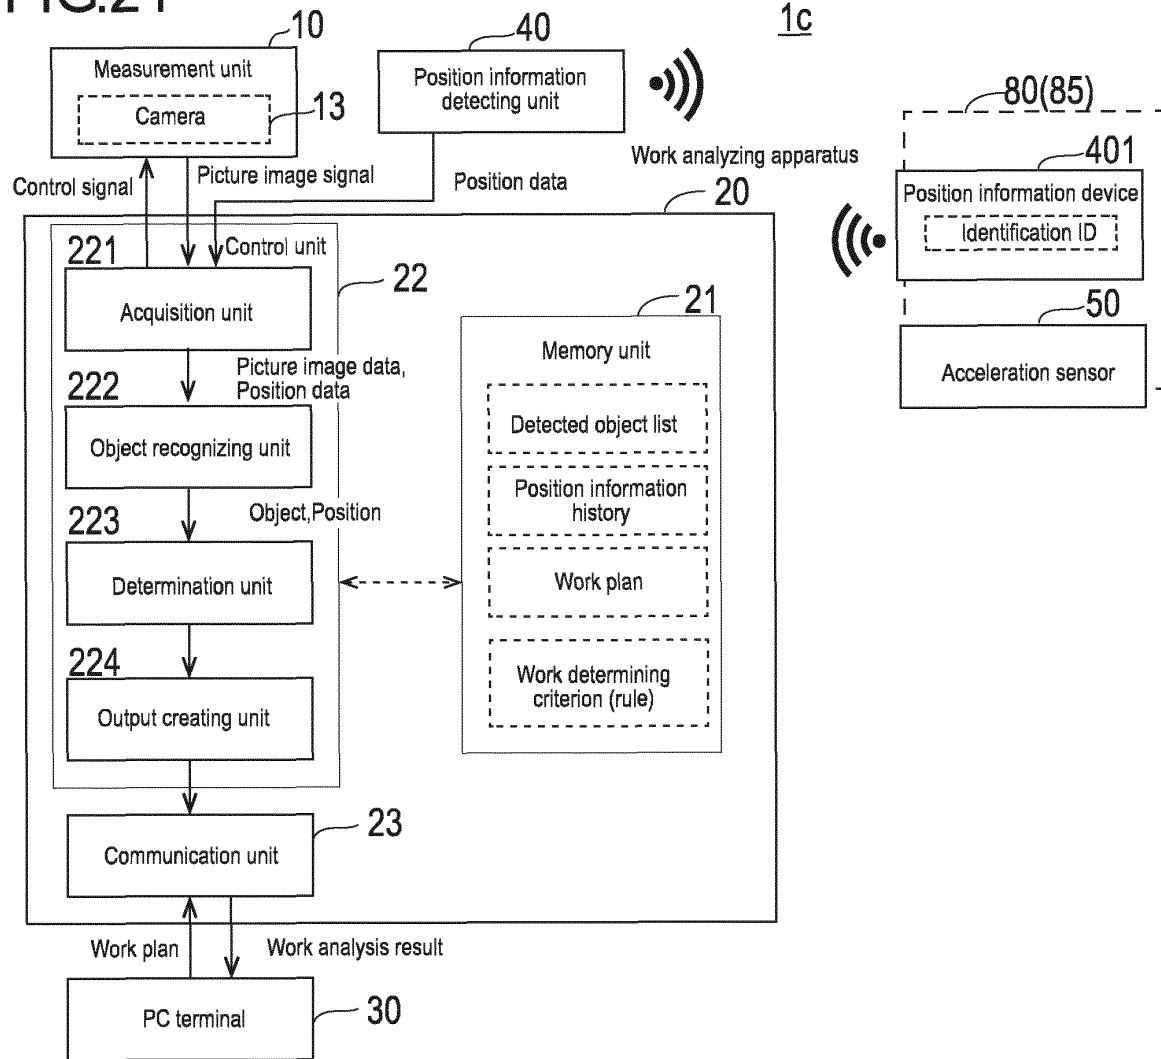 FIG.21
1c
10
Measurement unit
Camera
13
40
Position information
detecting unit
80(85)
401
Position information device
Identification ID
50
Acceleration sensor
Control signal
Picture image signal
Position data
Work analyzing apparatus
20
Control unit
22
221
Acquisition unit
Picture image data,
Position data
222
Object recognizing unit
Object,Position
223
Determination unit
224
Output creating unit
21
Memory unit
Detected object list
Position information
history
Work plan
Work determining
criterion (rule)
Communication unit
23
Work plan
Work analysis result
PC terminal
30